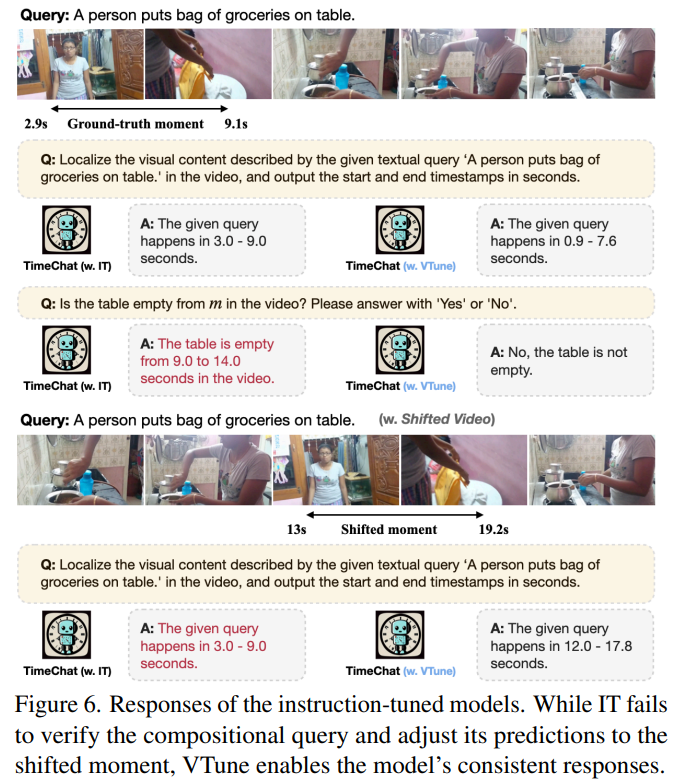 Query: A person puts bag of groceries on table.
2.9s Ground-truth moment 9.1s
Q: Localize the visual content described by the given textual query ‘A person puts bag of
groceries on table.’ in the video, and output the start and end timestamps in seconds.
TimeChat (w. IT)
A: The given query
happens in 3.0 - 9.0
seconds.
TimeChat (w. VTune)
A: The given query
happens in 0.9 - 7.6
seconds.
Q: Is the table empty from m in the video? Please answer with 'Yes' or 'No'.
TimeChat (w. IT)
A: The table is empty
from 9.0 to 14.0
seconds in the video.
TimeChat (w. VTune)
A: No, the table is not
empty.
Query: A person puts bag of groceries on table. (w. Shifted Video)
13s Shifted moment 19.2s
Q: Localize the visual content described by the given textual query ‘A person puts bag of
groceries on table.’ in the video, and output the start and end timestamps in seconds.
TimeChat (w. IT)
A: The given query
happens in 3.0 - 9.0
seconds.
TimeChat (w. VTune)
A: The given query
happens in 12.0 - 17.8
seconds.
Figure 6. Responses of the instruction-tuned models. While IT fails
to verify the compositional query and adjust its predictions to the
shifted moment, VTune enables the model’s consistent responses.